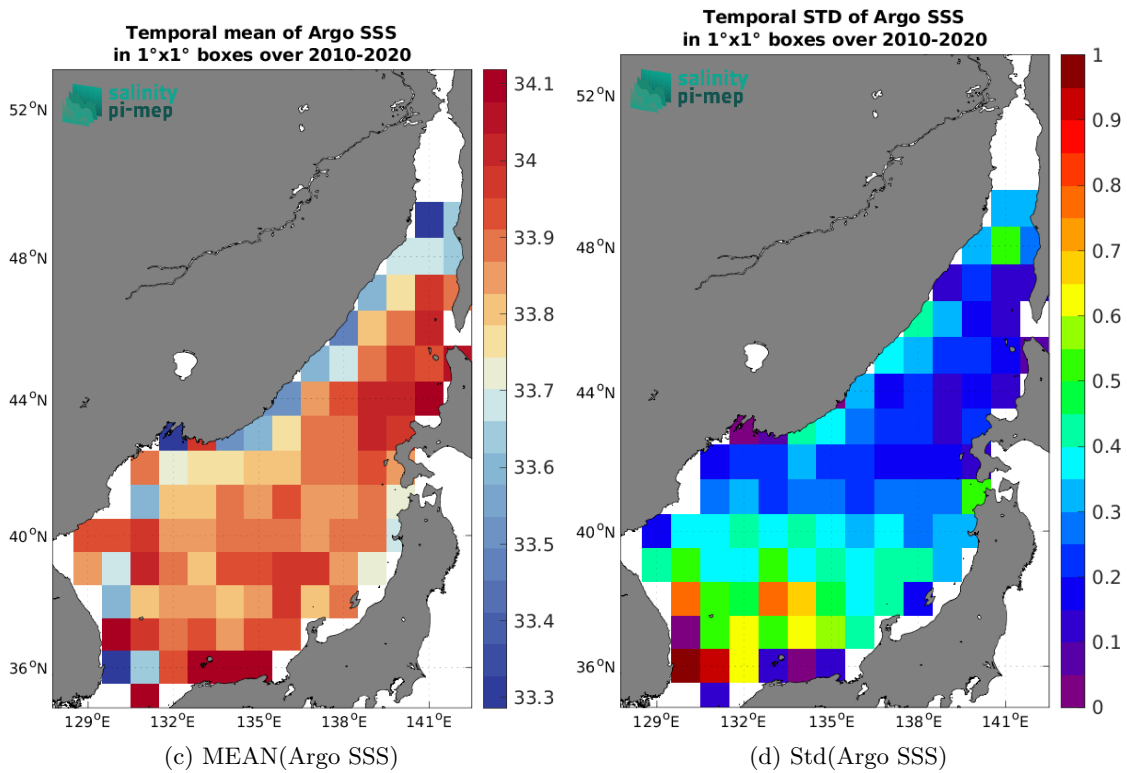 Temporal mean of Argo SSS
in 1°x1° boxes over 2010-2020
salinity
pi-mep
52°N
48°N
44°N
40°N
36°N
129°E
132°E
135°E
138°E
141°E
34.1
34
33.9
33.8
33.7
33.6
33.5
33.4
33.3
(c) MEAN(Argo SSS)
Temporal STD of Argo SSS
in 1°x1° boxes over 2010-2020
salinity
pi-mep
52°N
48°N
44°N
40°N
36°N
129°E
132°E
135°E
138°E
141°E
1
0.9
0.8
0.7
0.6
0.5
0.4
0.3
0.2
0.1
0
(d) Std(Argo SSS)